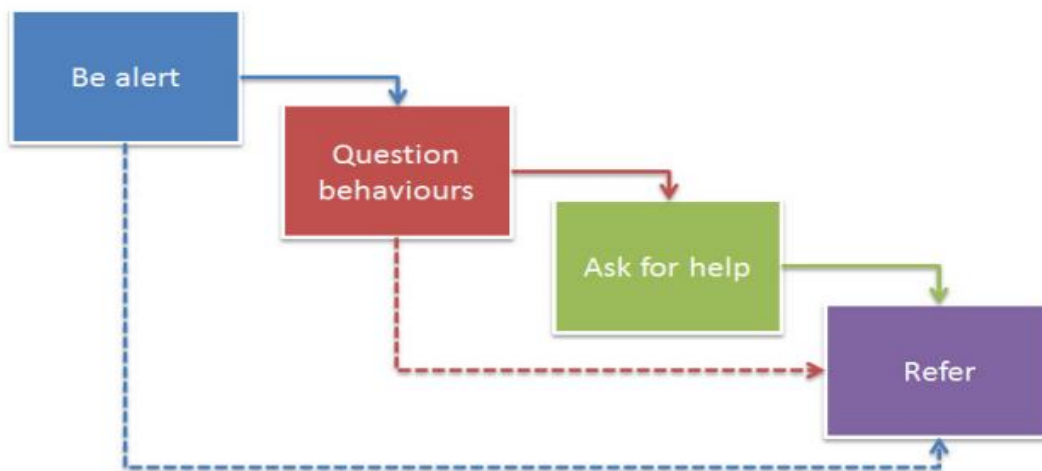 Be alert
Question
behaviours
Ask for help
Refer